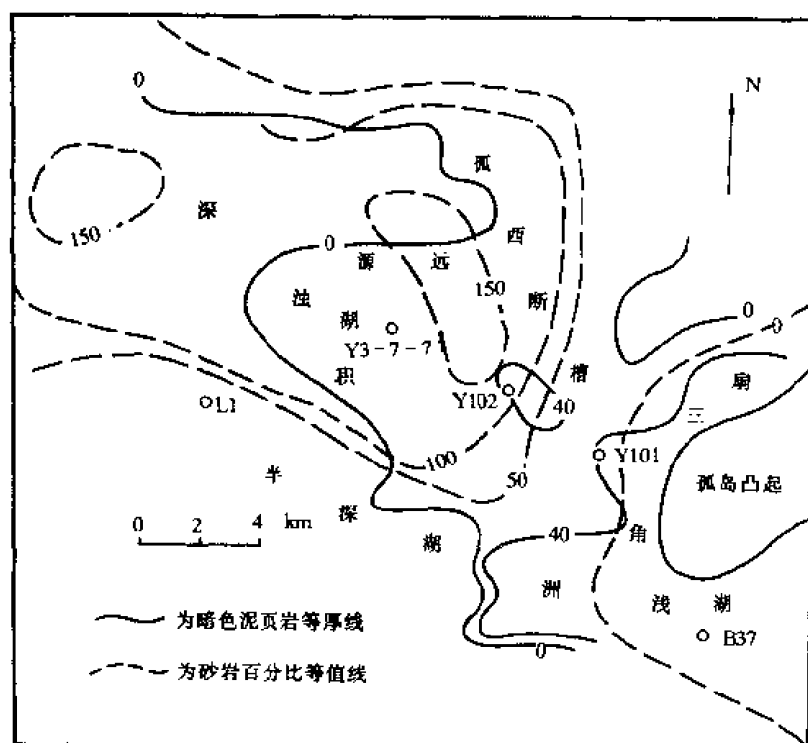 0
N
孤
深
150
0
西
源 远
浊
150
断
湖
0
0
Y3-7-7
扇
积
槽
三
L1
Y102
40
Y101
100
半
50
孤岛凸起
0 2 4 km
深
40
角
湖
洲
浅 湖
为暗色泥页岩等厚线
B37
0
为砂岩百分比等值线